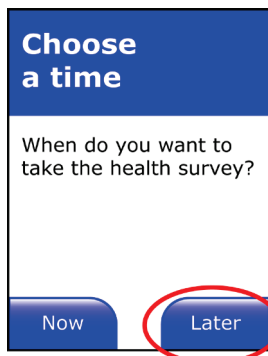 Choose
a time
When do you want to
take the health survey?
Now
Later